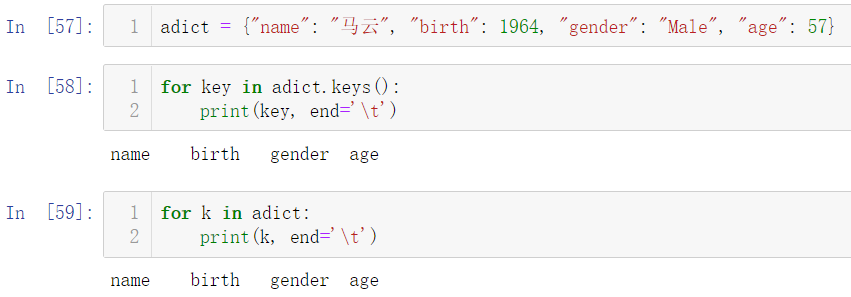 In [57]: 1 adict = {"name": "马云", "birth": 1964, "gender": "Male", "age": 57}
In [58]: 1 for key in adict.keys():
2     print(key, end='\t')
name birth gender age
In [59]: 1 for k in adict:
2     print(k, end='\t')
name birth gender age